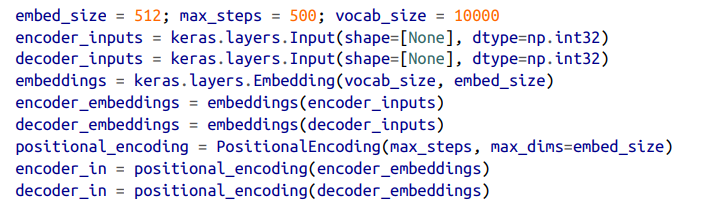 embed_size = 512; max_steps = 500; vocab_size = 10000
encoder_inputs = keras.layers.Input(shape=[None], dtype=np.int32)
decoder_inputs = keras.layers.Input(shape=[None], dtype=np.int32)
embeddings = keras.layers.Embedding(vocab_size, embed_size)
encoder_embeddings = embeddings(encoder_inputs)
decoder_embeddings = embeddings(decoder_inputs)
positional_encoding = PositionalEncoding(max_steps, max_dims=embed_size)
encoder_in = positional_encoding(encoder_embeddings)
decoder_in = positional_encoding(decoder_embeddings)